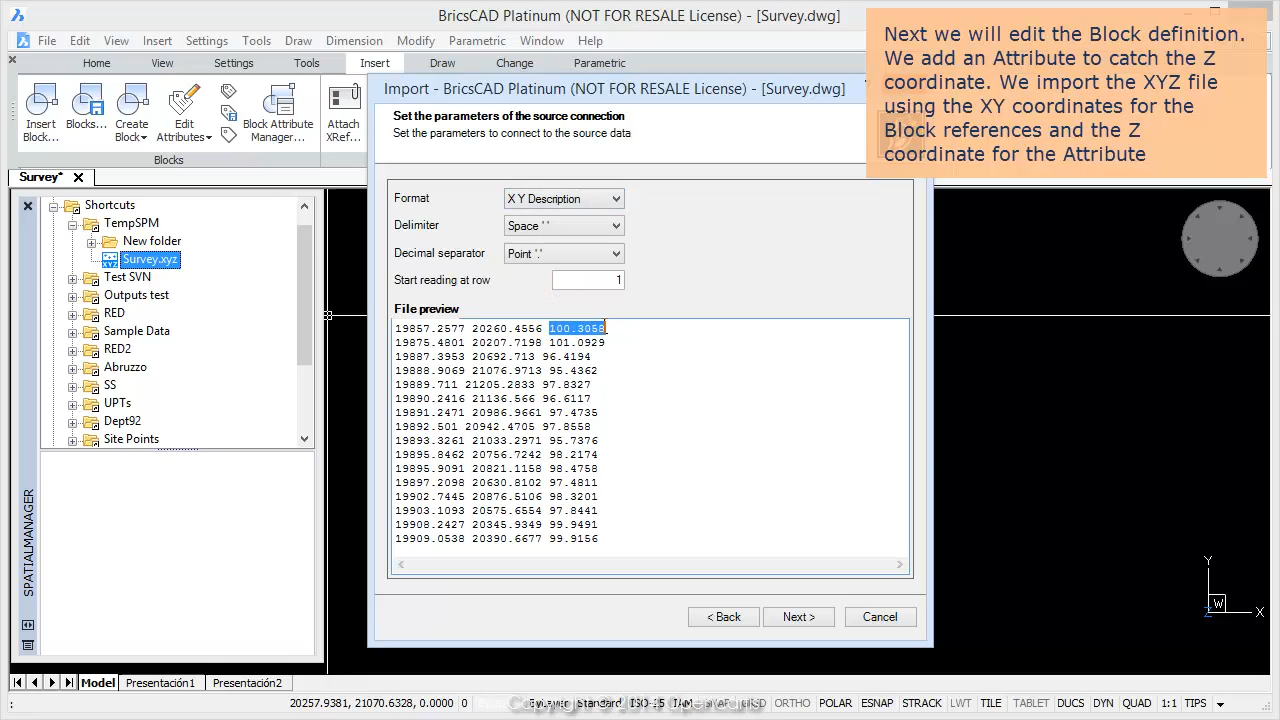 BricsCAD Platinum (NOT FOR RESALE License) - [Survey.dwg]
File Edit View Insert Settings Tools Draw Dimension Modify Parametric Window Help
Home View Settings Tools Insert Draw Change Parametric
Insert Block...
Blocks...
Create Block
Edit Attributes
Block Attribute Manager...
Attach XRef...
Blocks
Survey*
Next we will edit the Block definition.
We add an Attribute to catch the Z
coordinate. We import the XYZ file
using the XY coordinates for the
Block references and the Z
coordinate for the Attribute
Shortcuts
TempSPM
New folder
Survey.xyz
Test SVN
Outputs test
RED
Sample Data
RED2
Abruzzo
SS
UPTs
Dept92
Site Points
SPATIALMANAGER
Import - BricsCAD Platinum (NOT FOR RESALE License) - [Survey.dwg]
Set the parameters of the source connection
Set the parameters to connect to the source data
Format X Y Description
Delimiter Space ' '
Decimal separator Point '.'
Start reading at row 1
File preview
19857.2577 20260.4556 100.3058
19875.4801 20207.7198 101.0929
19887.3953 20692.713 96.4194
19888.9069 21076.9713 95.4362
19889.711 21205.2833 97.8327
19890.2416 21136.566 96.6117
19891.2471 20986.9661 97.4735
19892.501 20942.4705 97.8558
19893.3261 21033.2971 95.7376
19895.8462 20756.7242 98.2174
19895.9091 20821.1158 98.4758
19897.2098 20630.8102 97.4811
19902.7445 20876.5106 98.3201
19903.1093 20575.6554 97.8441
19908.2427 20345.9349 99.9491
19909.0538 20390.6677 99.9156
< Back Next > Cancel
Y
W
Z X
Model Presentación1 Presentación2
: 20257.9381, 21070.6328, 0.0000 0 ByLayer Standard ISO-25 ORTHO POLAR ESNAP STRACK LWT TILE TABLET DUCS DYN QUAD 1:1 TIPS